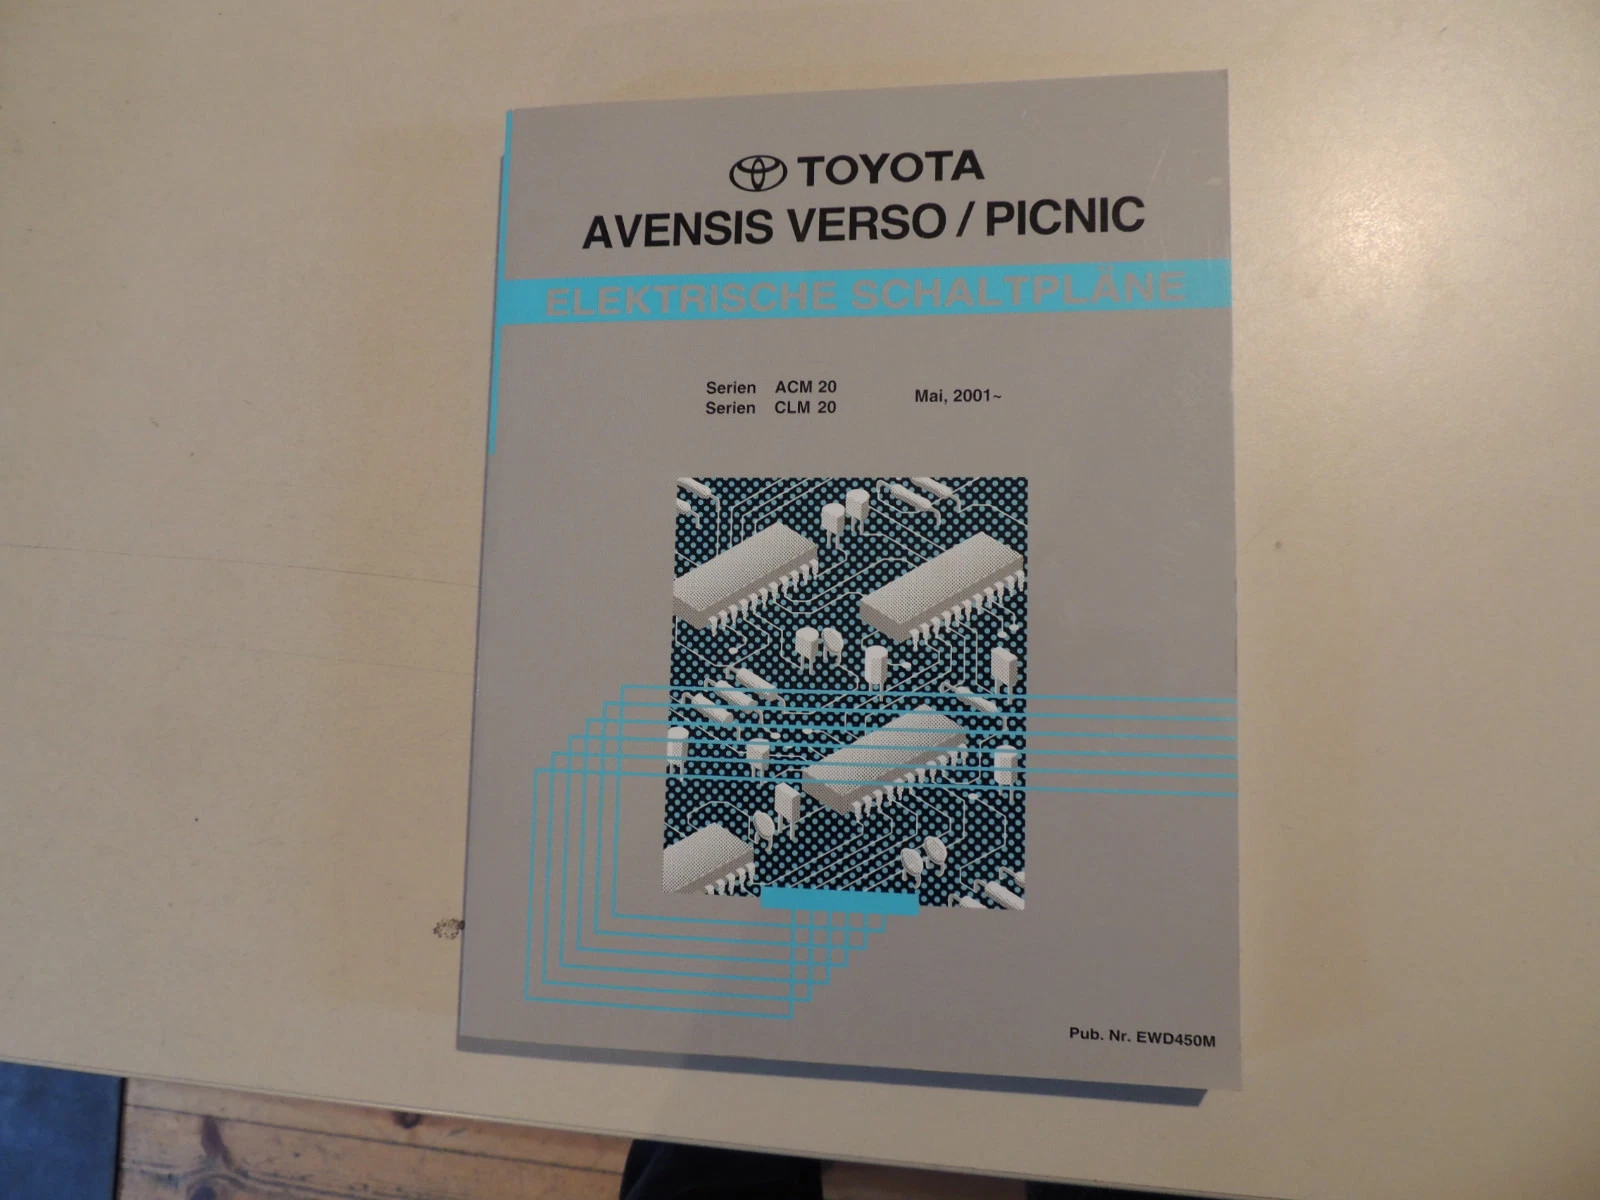 TOYOTA
AVENSIS VERSO / PICNIC
ELEKTRISCHE SCHALTPLÄNE
Serien ACM 20
Serien CLM 20
Mai, 2001~
Pub. Nr. EWD450M